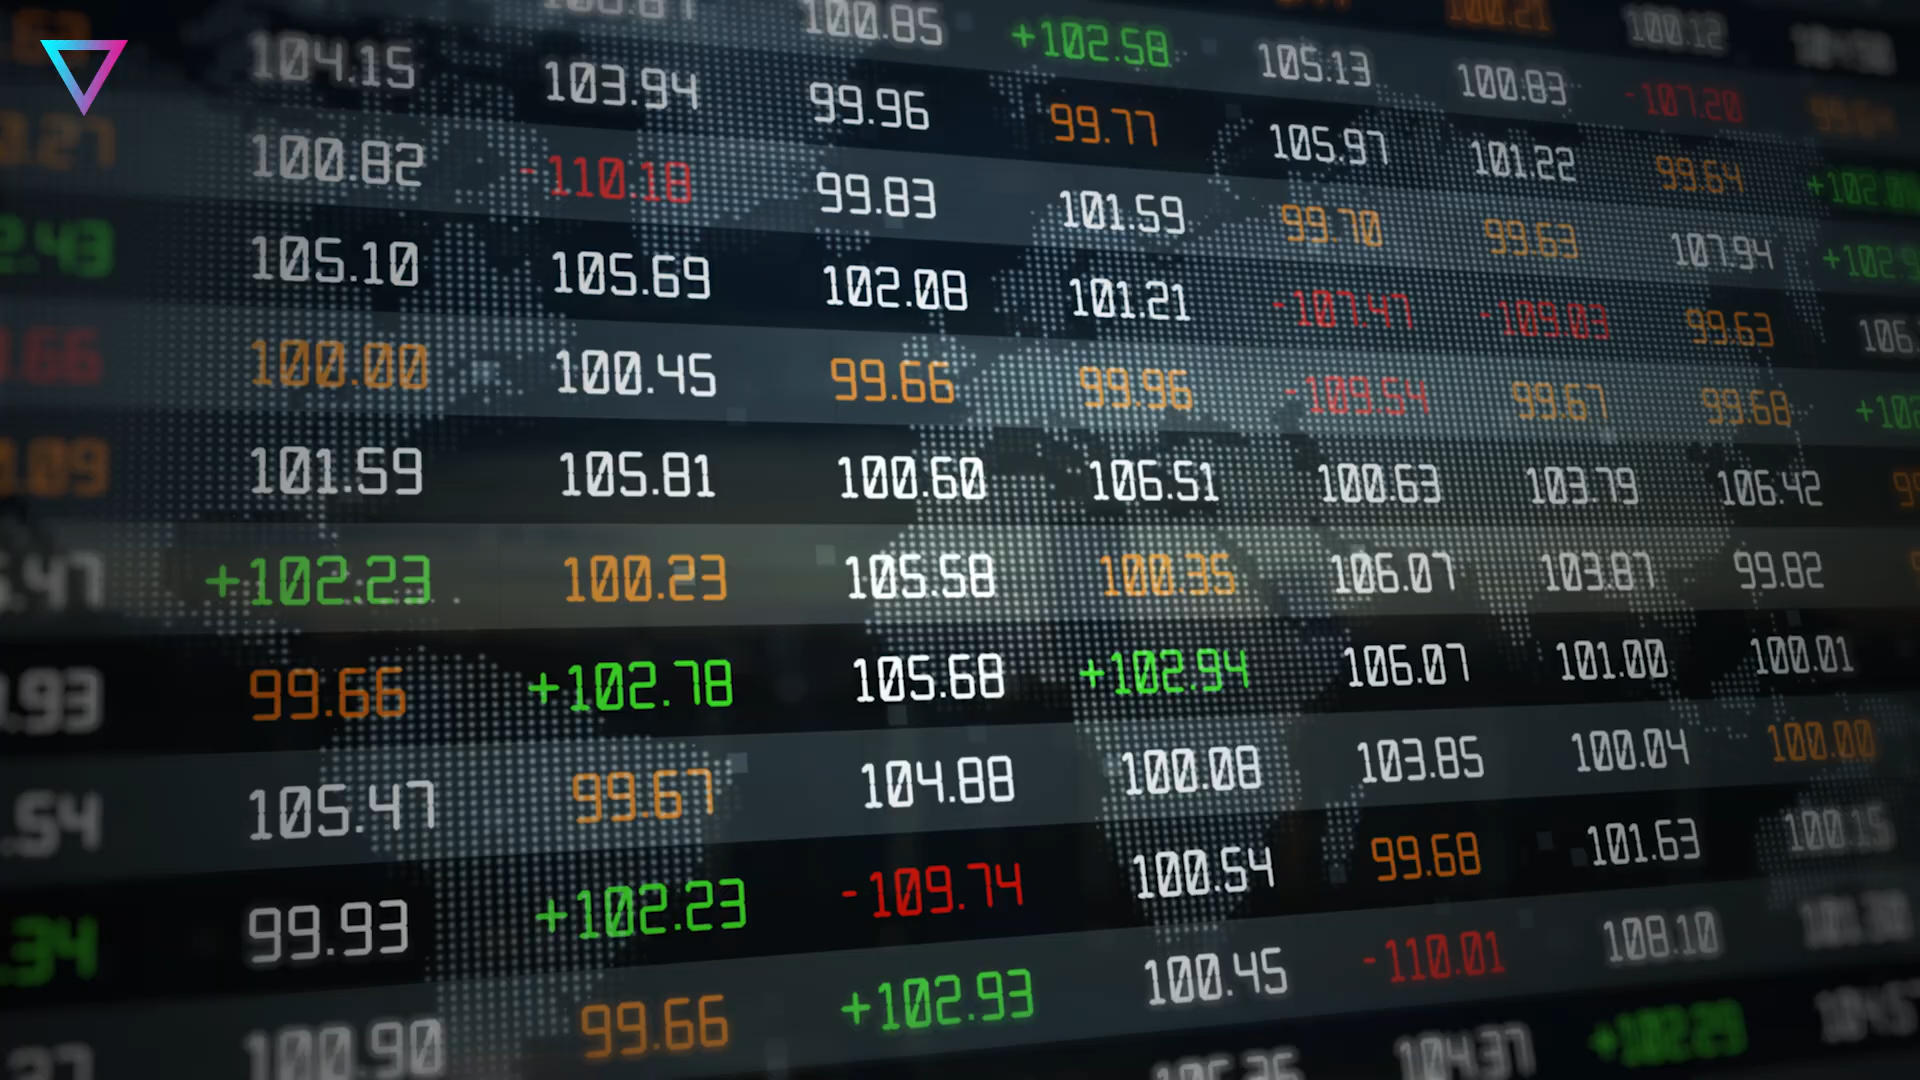 100.85 +102.58 105.13 100.83 -107.20
104.15 103.94 99.96 99.77 105.97 101.22 99.64
100.82 -110.18 99.83 101.59 99.70 99.63 107.94
105.10 105.69 102.08 101.21 -107.47 -109.03 99.63
100.00 100.45 99.66 99.96 -109.54 99.67 99.68
101.59 105.81 100.60 106.51 100.63 103.79 106.42
+102.23 100.23 105.58 100.35 106.07 103.87 99.82
99.66 +102.78 105.68 +102.94 106.07 101.00 100.01
105.47 99.67 104.88 100.08 103.85 100.04 100.00
99.93 +102.23 -109.74 100.54 99.68 101.63 100.15
100.90 99.66 +102.93 100.45 -110.01 108.10
104.37